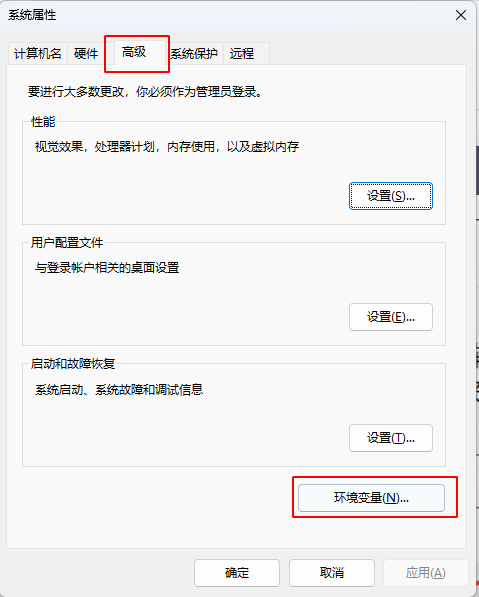 系统属性
计算机名 硬件 高级 系统保护 远程
要进行大多数更改，你必须作为管理员登录。
性能
视觉效果，处理器计划，内存使用，以及虚拟内存
设置(S)...
用户配置文件
与登录帐户相关的桌面设置
设置(E)...
启动和故障恢复
系统启动、系统故障和调试信息
设置(T)...
环境变量(N)...
确定 取消 应用(A)